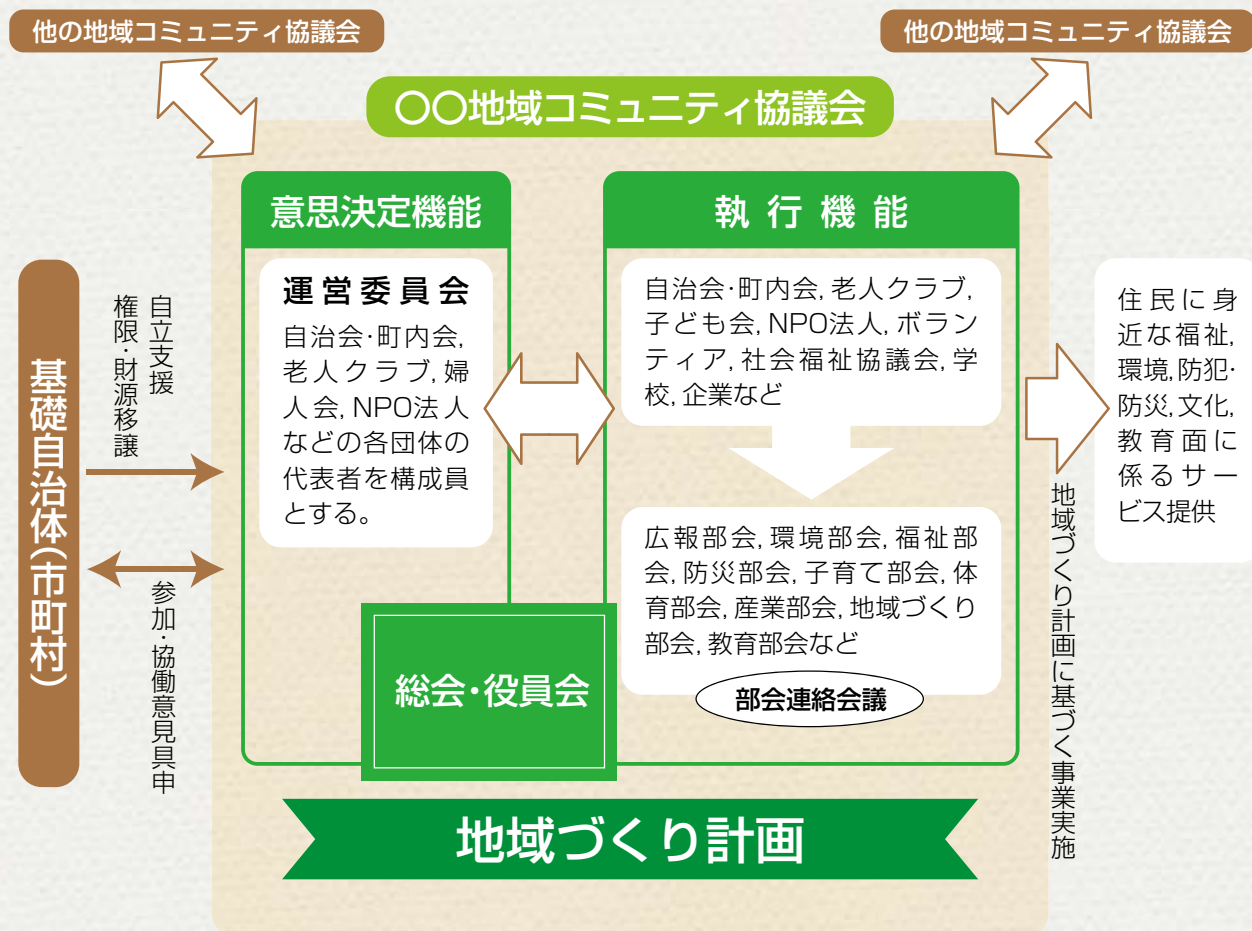 他の地域コミュニティ協議会
他の地域コミュニティ協議会
〇〇地域コミュニティ協議会
意思決定機能
運営委員会
自治会・町内会,
老人クラブ, 婦
人会, NPO法人
などの各団体の
代表者を構成員
とする。
執行機能
自治会・町内会, 老人クラブ,
子ども会, NPO法人, ボラン
ティア, 社会福祉協議会, 学
校, 企業など
広報部会, 環境部会, 福祉部
会, 防災部会, 子育て部会, 体
育部会, 産業部会, 地域づくり
部会, 教育部会など
部会連絡会議
総会・役員会
地域づくり計画
基礎自治体(市町村)
自立支援
権限・財源移譲
参加・協働意見具申
地域づくり計画に基づく事業実施
住民に身
近な福祉,
環境, 防犯・
防災, 文化,
教育面に
係るサー
ビス提供